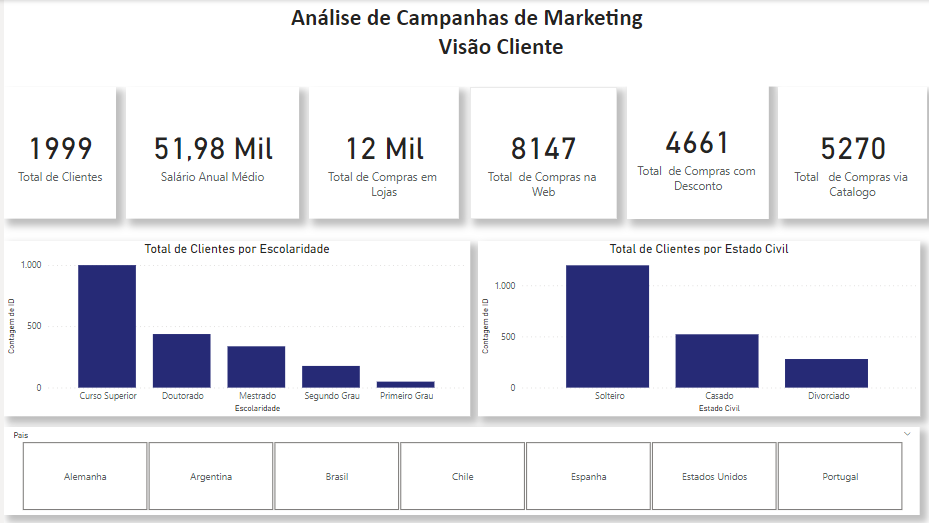 Análise de Campanhas de Marketing
Visão Cliente
1999
Total de Clientes
51,98 Mil
Salário Anual Médio
12 Mil
Total de Compras em
Lojas
8147
Total de Compras na
Web
4661
Total de Compras com
Desconto
5270
Total de Compras via
Catalogo
Total de Clientes por Escolaridade
Contagem de ID
1.000
500
0
Curso Superior
Doutorado
Mestrado
Segundo Grau
Primeiro Grau
Escolaridade
Total de Clientes por Estado Civil
Contagem de ID
1.000
500
0
Solteiro
Casado
Divorciado
Estado Civil
Pais
Alemanha
Argentina
Brasil
Chile
Espanha
Estados Unidos
Portugal